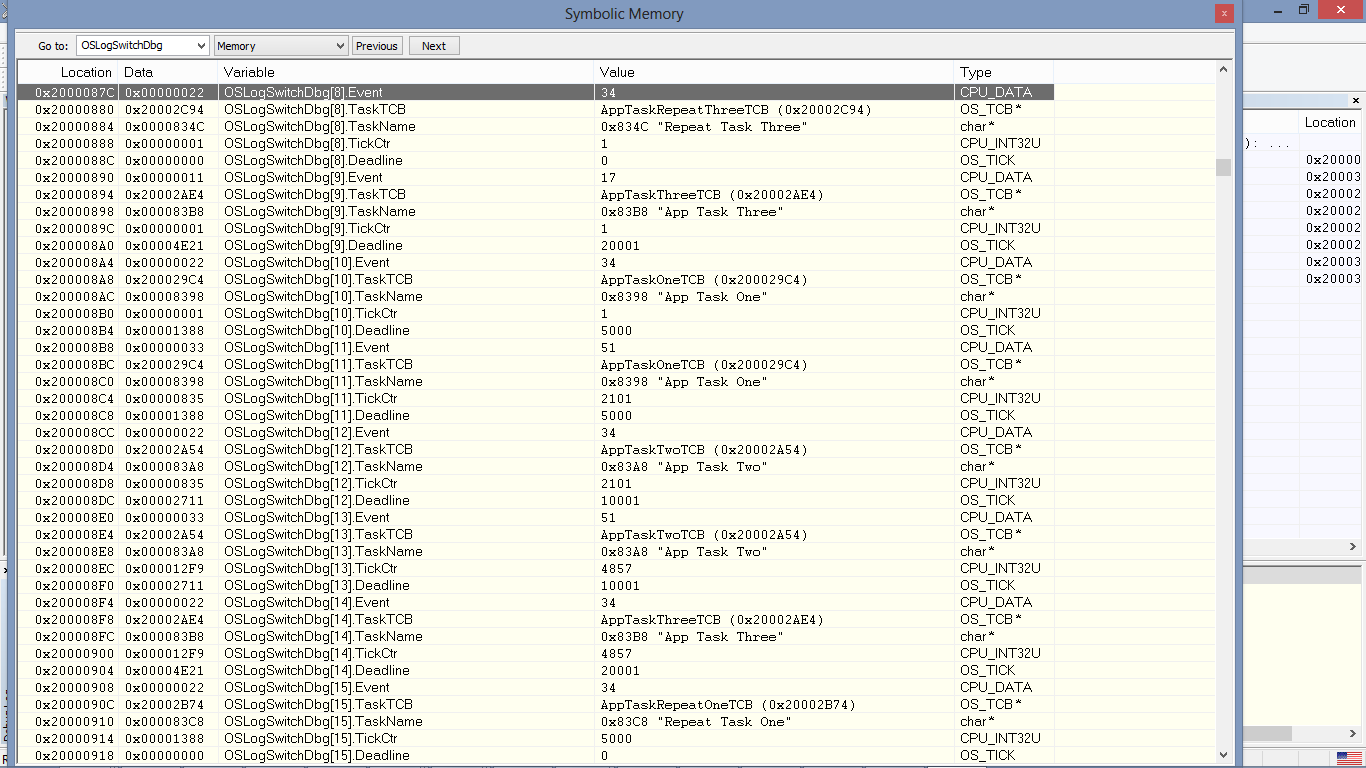 Symbolic Memory
Go to: OSLogSwitchDbg Memory Previous Next
Location Data Variable Value Type
0x2000087C 0x00000022 OSLogSwitchDbg[8].Event 34 CPU_DATA
0x20000880 0x20002C94 OSLogSwitchDbg[8].TaskTCB AppTaskRepeatThreeTCB (0x20002C94) OS_TCB*
0x20000884 0x0000834C OSLogSwitchDbg[8].TaskName 0x834C "Repeat Task Three" char*
0x20000888 0x00000001 OSLogSwitchDbg[8].TickCtr 1 CPU_INT32U
0x2000088C 0x00000000 OSLogSwitchDbg[8].Deadline 0 OS_TICK
0x20000890 0x00000011 OSLogSwitchDbg[9].Event 17 CPU_DATA
0x20000894 0x20002AE4 OSLogSwitchDbg[9].TaskTCB AppTaskThreeTCB (0x20002AE4) OS_TCB*
0x20000898 0x000083B8 OSLogSwitchDbg[9].TaskName 0x83B8 "App Task Three" char*
0x2000089C 0x00000001 OSLogSwitchDbg[9].TickCtr 1 CPU_INT32U
0x200008A0 0x00004E21 OSLogSwitchDbg[9].Deadline 20001 OS_TICK
0x200008A4 0x00000022 OSLogSwitchDbg[10].Event 34 CPU_DATA
0x200008A8 0x200029C4 OSLogSwitchDbg[10].TaskTCB AppTaskOneTCB (0x200029C4) OS_TCB*
0x200008AC 0x00008398 OSLogSwitchDbg[10].TaskName 0x8398 "App Task One" char*
0x200008B0 0x00000001 OSLogSwitchDbg[10].TickCtr 1 CPU_INT32U
0x200008B4 0x00001388 OSLogSwitchDbg[10].Deadline 5000 OS_TICK
0x200008B8 0x00000033 OSLogSwitchDbg[11].Event 51 CPU_DATA
0x200008BC 0x200029C4 OSLogSwitchDbg[11].TaskTCB AppTaskOneTCB (0x200029C4) OS_TCB*
0x200008C0 0x00008398 OSLogSwitchDbg[11].TaskName 0x8398 "App Task One" char*
0x200008C4 0x00000835 OSLogSwitchDbg[11].TickCtr 2101 CPU_INT32U
0x200008C8 0x00001388 OSLogSwitchDbg[11].Deadline 5000 OS_TICK
0x200008CC 0x00000022 OSLogSwitchDbg[12].Event 34 CPU_DATA
0x200008D0 0x20002A54 OSLogSwitchDbg[12].TaskTCB AppTaskTwoTCB (0x20002A54) OS_TCB*
0x200008D4 0x000083A8 OSLogSwitchDbg[12].TaskName 0x83A8 "App Task Two" char*
0x200008D8 0x00000835 OSLogSwitchDbg[12].TickCtr 2101 CPU_INT32U
0x200008DC 0x00002711 OSLogSwitchDbg[12].Deadline 10001 OS_TICK
0x200008E0 0x00000033 OSLogSwitchDbg[13].Event 51 CPU_DATA
0x200008E4 0x20002A54 OSLogSwitchDbg[13].TaskTCB AppTaskTwoTCB (0x20002A54) OS_TCB*
0x200008E8 0x000083A8 OSLogSwitchDbg[13].TaskName 0x83A8 "App Task Two" char*
0x200008EC 0x000012F9 OSLogSwitchDbg[13].TickCtr 4857 CPU_INT32U
0x200008F0 0x00002711 OSLogSwitchDbg[13].Deadline 10001 OS_TICK
0x200008F4 0x00000022 OSLogSwitchDbg[14].Event 34 CPU_DATA
0x200008F8 0x20002AE4 OSLogSwitchDbg[14].TaskTCB AppTaskThreeTCB (0x20002AE4) OS_TCB*
0x200008FC 0x000083B8 OSLogSwitchDbg[14].TaskName 0x83B8 "App Task Three" char*
0x20000900 0x000012F9 OSLogSwitchDbg[14].TickCtr 4857 CPU_INT32U
0x20000904 0x00004E21 OSLogSwitchDbg[14].Deadline 20001 OS_TICK
0x20000908 0x00000022 OSLogSwitchDbg[15].Event 34 CPU_DATA
0x2000090C 0x20002B74 OSLogSwitchDbg[15].TaskTCB AppTaskRepeatOneTCB (0x20002B74) OS_TCB*
0x20000910 0x000083C8 OSLogSwitchDbg[15].TaskName 0x83C8 "Repeat Task One" char*
0x20000914 0x00001388 OSLogSwitchDbg[15].TickCtr 5000 CPU_INT32U
0x20000918 0x00000000 OSLogSwitchDbg[15].Deadline 0 OS_TICK
Location
): ...
0x20000
0x20003
0x20002
0x20002
0x20002
0x20002
0x20003
0x20003